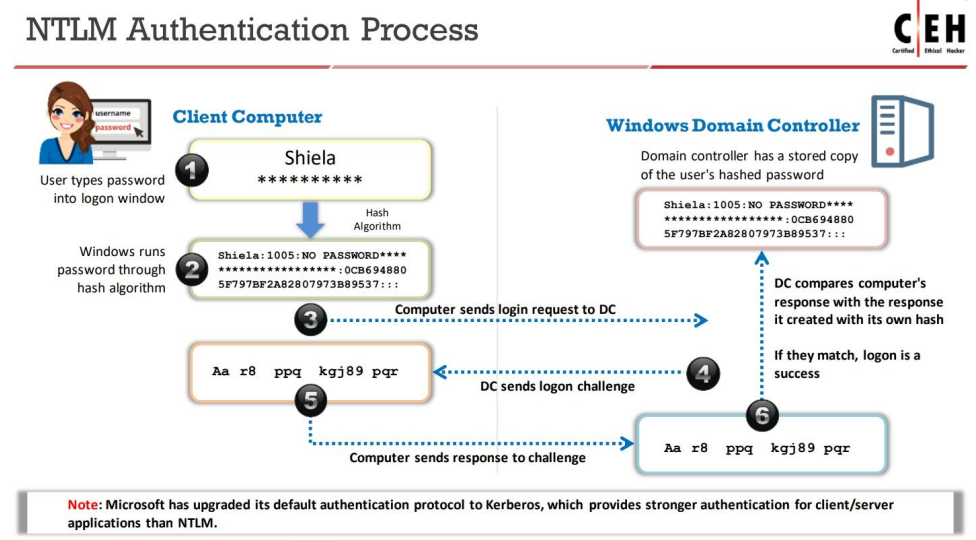 NTLM Authentication Process
C|EH
Certified Ethical Hacker
username
password
Client Computer
1
Shiela
**********
User types password
into logon window
Hash
Algorithm
Windows runs
password through
hash algorithm
2
Shiela:1005:NO PASSWORD****
*****************:0CB694880
5F797BF2A82807973B89537:::
3
Computer sends login request to DC
Aa r8 ppq kgj89 pqr
4
DC sends logon challenge
5
Computer sends response to challenge
Windows Domain Controller
Domain controller has a stored copy
of the user's hashed password
Shiela:1005:NO PASSWORD****
*****************:0CB694880
5F797BF2A82807973B89537:::
DC compares computer's
response with the response
it created with its own hash
If they match, logon is a
success
6
Aa r8 ppq kgj89 pqr
Note: Microsoft has upgraded its default authentication protocol to Kerberos, which provides stronger authentication for client/server
applications than NTLM.